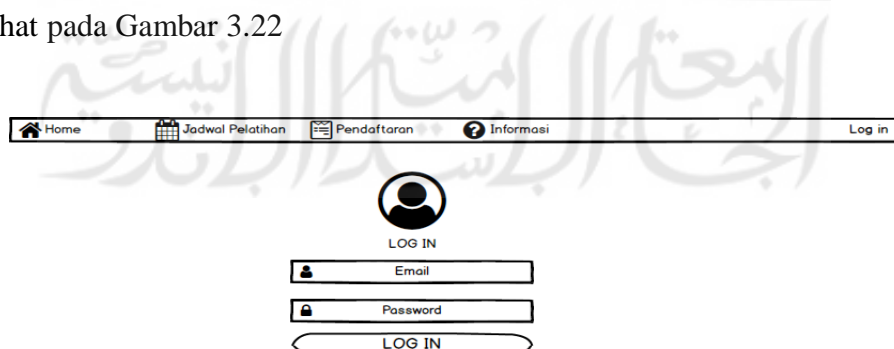 hat pada Gambar 3.22
Home Jadwal Pelatihan Pendaftaran Informasi Log in
LOG IN
Email
Password
LOG IN